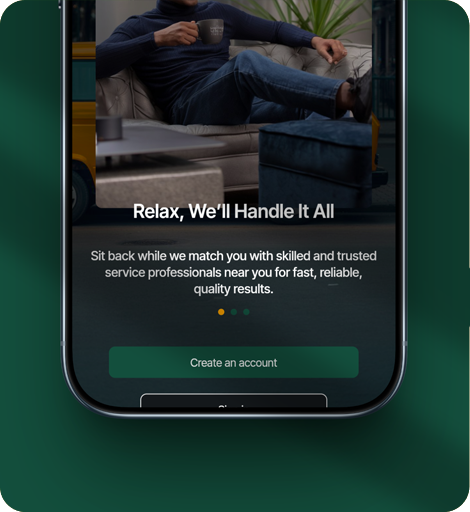 Relax, We’ll Handle It All
Sit back while we match you with skilled and trusted
service professionals near you for fast, reliable,
quality results.
Create an account